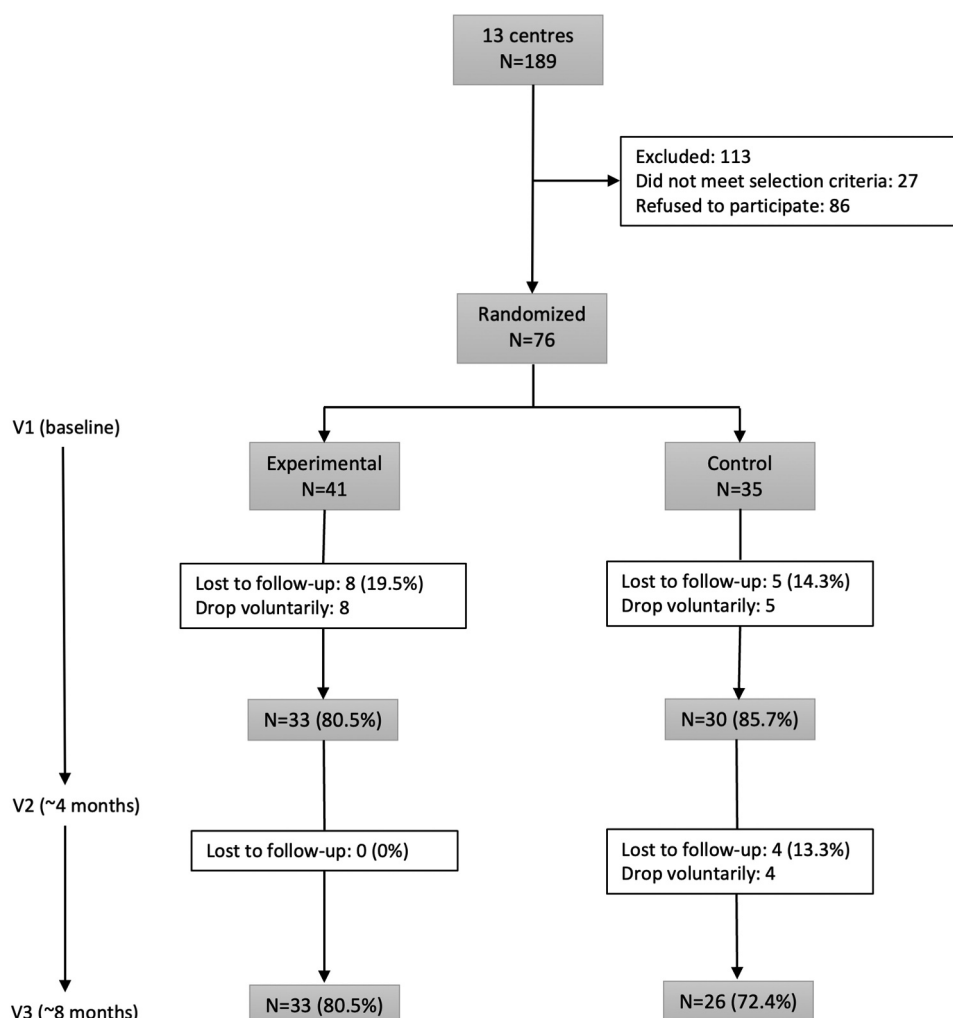 13 centres
N=189
Excluded: 113
Did not meet selection criteria: 27
Refused to participate: 86
Randomized
N=76
V1 (baseline)
Experimental
N=41
Control
N=35
Lost to follow-up: 8 (19.5%)
Drop voluntarily: 8
Lost to follow-up: 5 (14.3%)
Drop voluntarily: 5
N=33 (80.5%)
N=30 (85.7%)
V2 (~4 months)
Lost to follow-up: 0 (0%)
Lost to follow-up: 4 (13.3%)
Drop voluntarily: 4
N=33 (80.5%)
N=26 (72.4%)
V3 (~8 months)